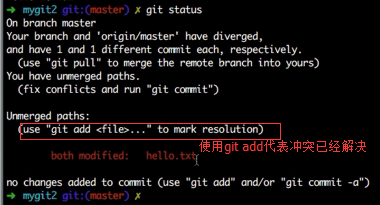 → mygit2 git:(master) ✗ git status
On branch master
Your branch and 'origin/master' have diverged,
and have 1 and 1 different commit each, respectively.
(use "git pull" to merge the remote branch into yours)
You have unmerged paths.
(fix conflicts and run "git commit")
Unmerged paths:
(use "git add <file>..." to mark resolution)
使用git add代表冲突已经解决
both modified: hello.txt
no changes added to commit (use "git add" and/or "git commit -a")
→ mygit2 git:(master) ✗